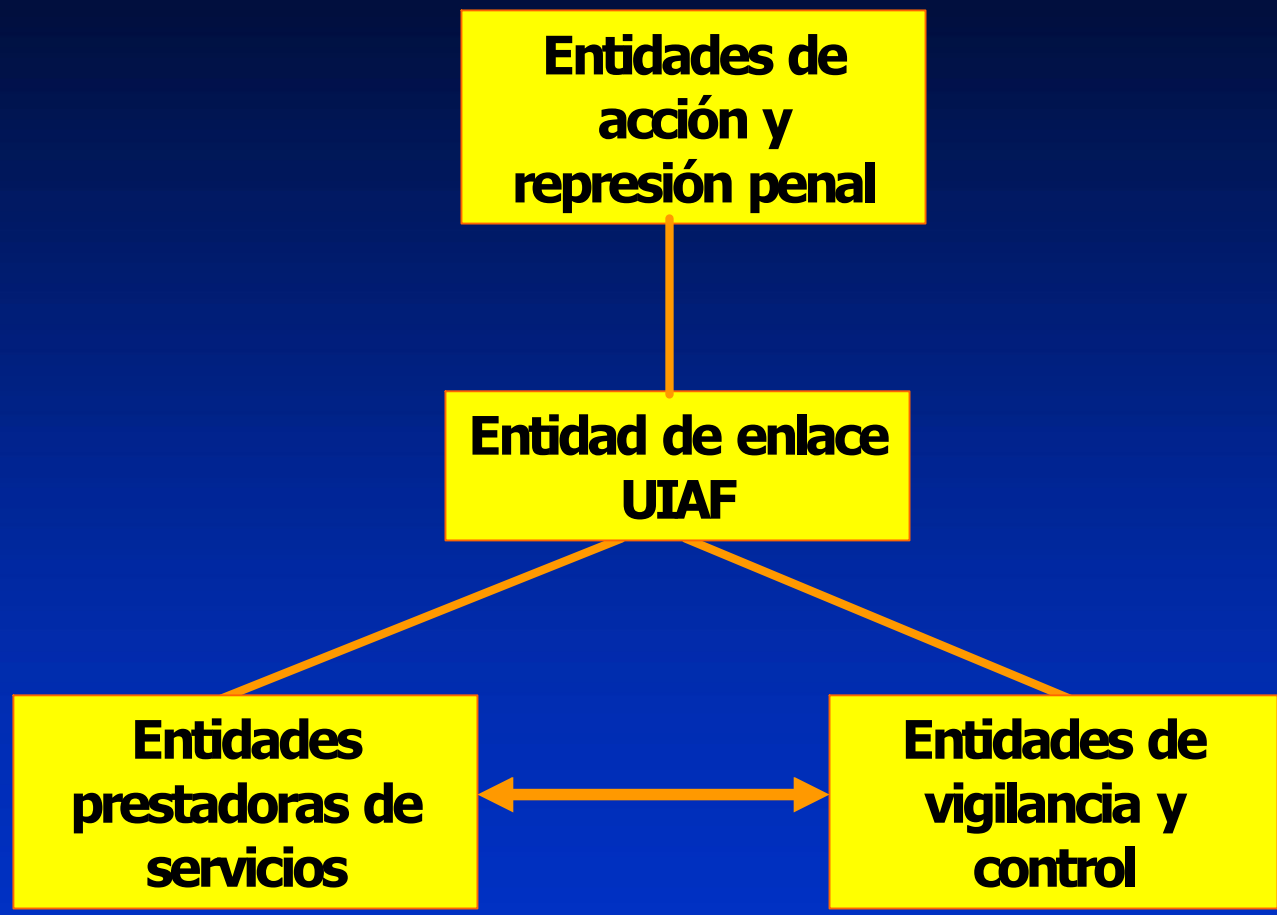 Entidades de
acción y
represión penal
Entidad de enlace
UIAF
Entidades
prestadoras de
servicios
Entidades de
vigilancia y
control